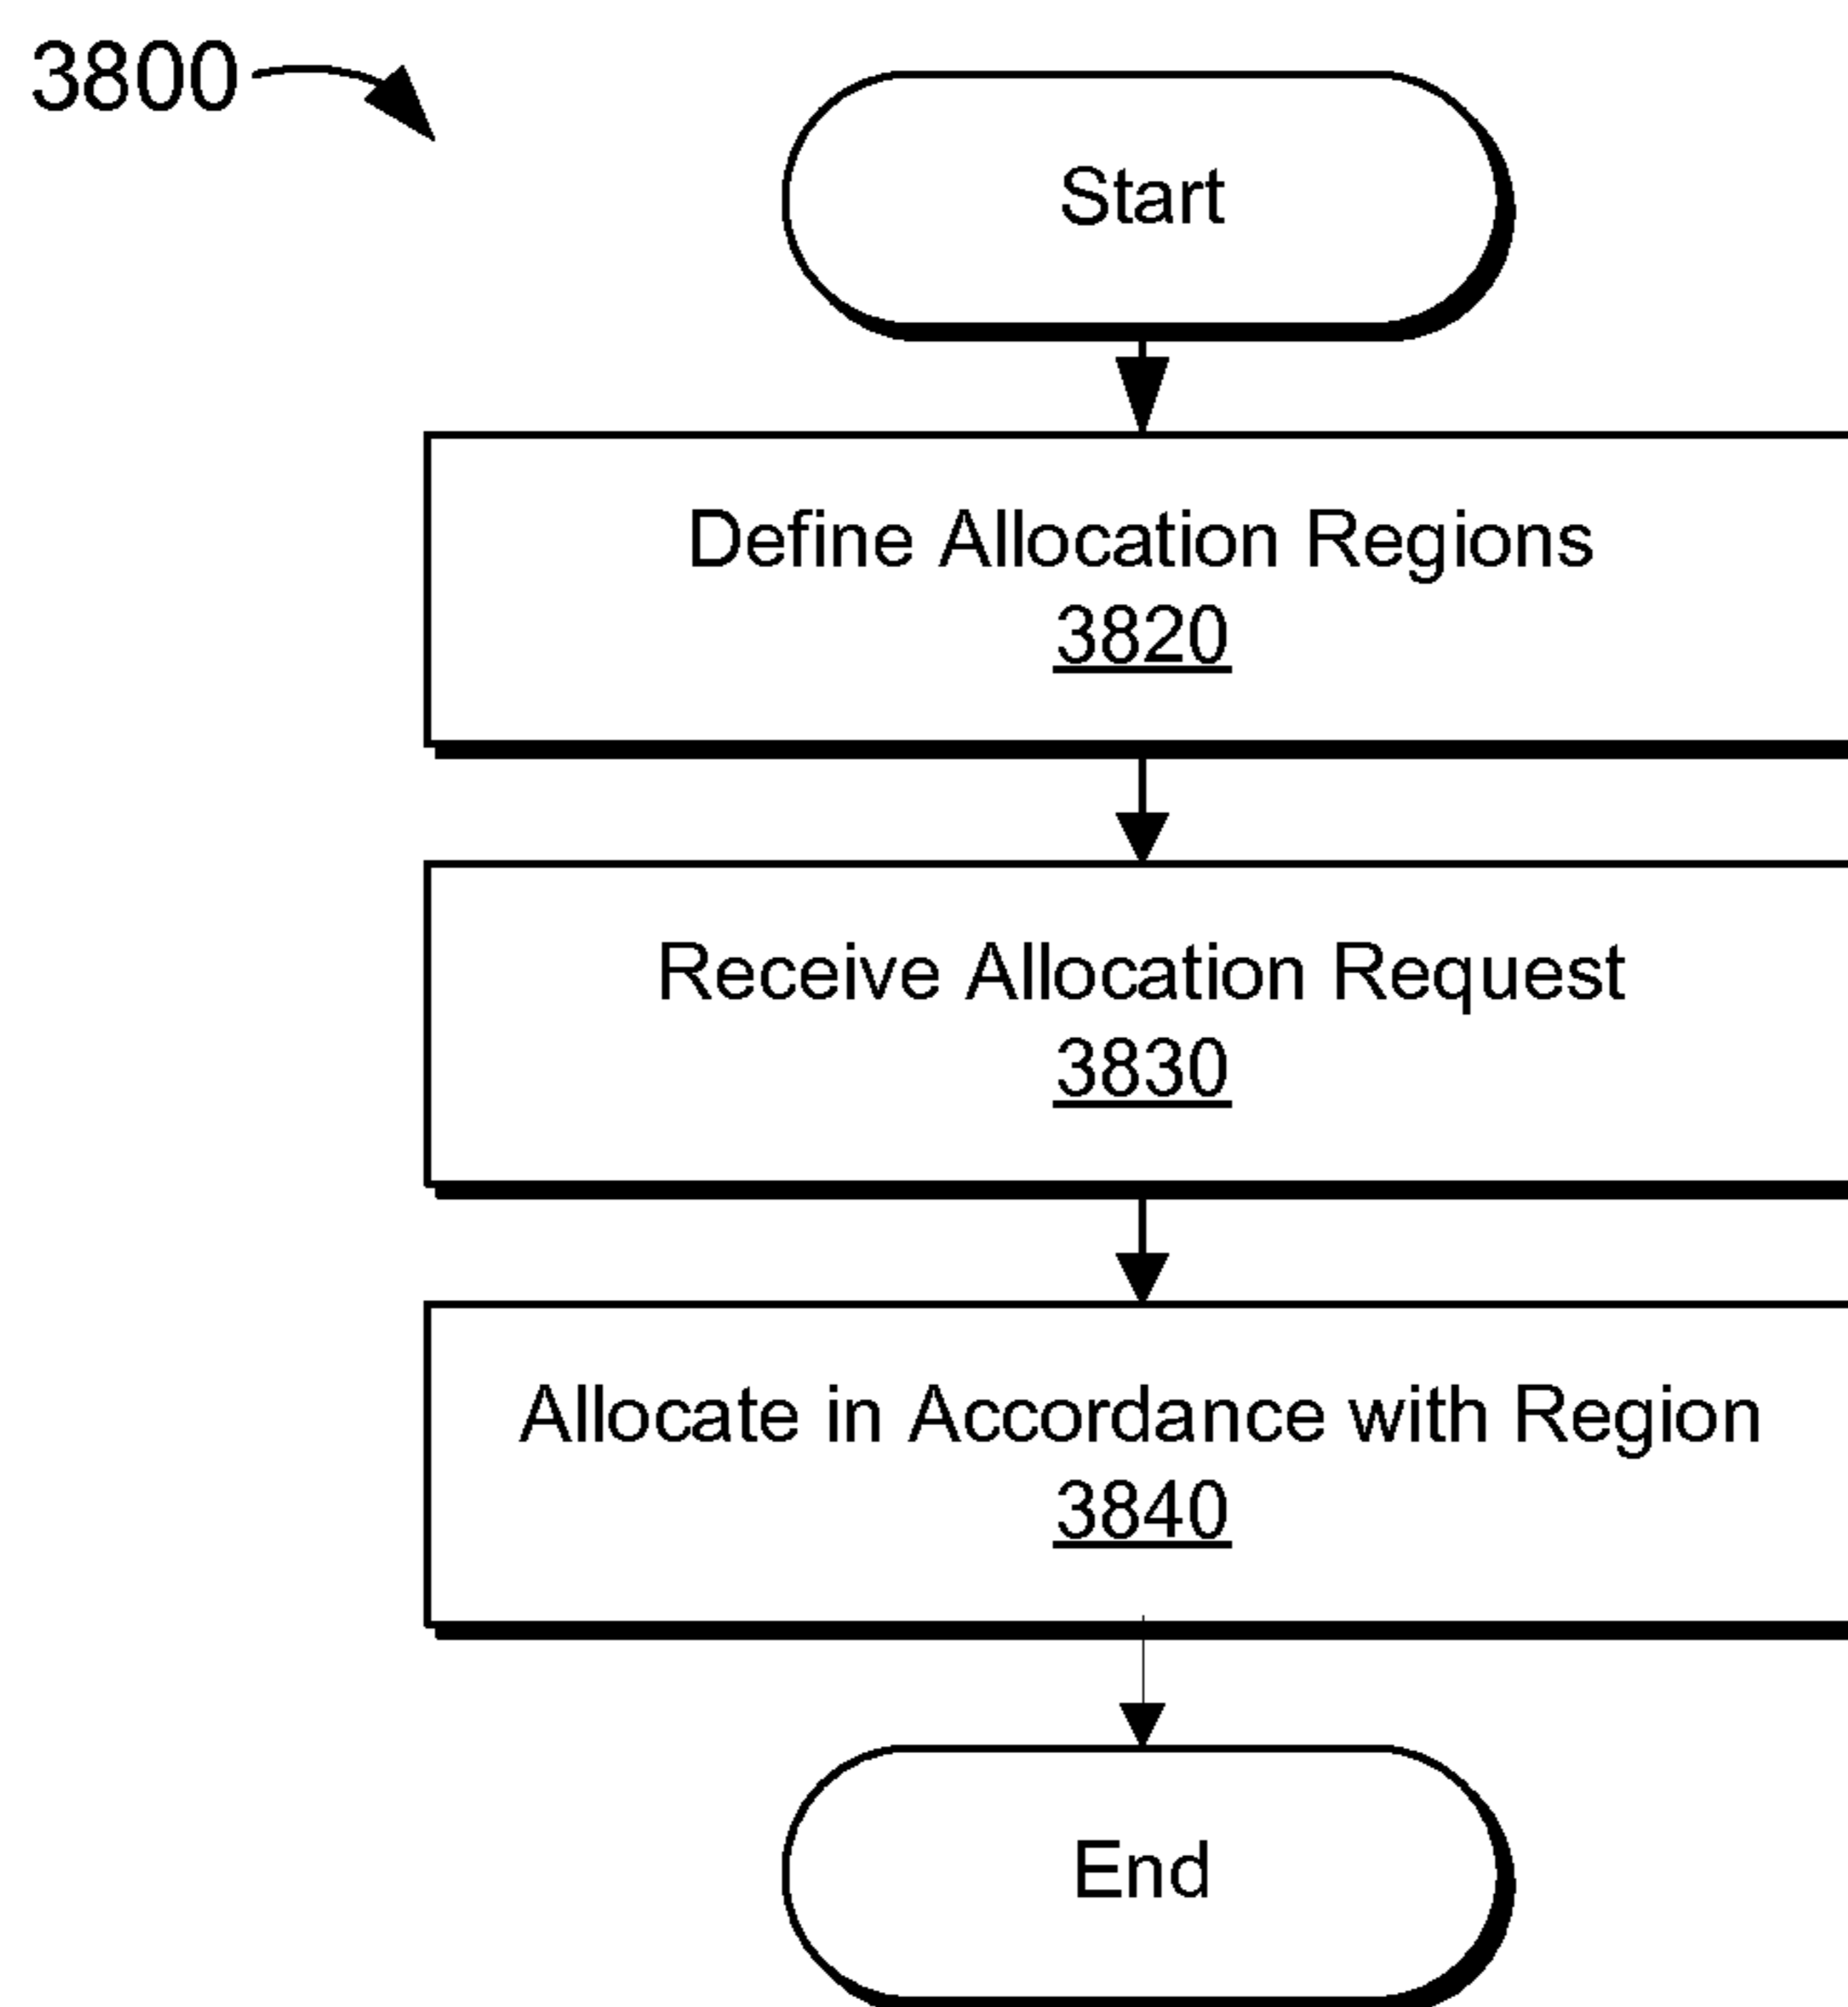 3800
Start
Define Allocation Regions
3820
Receive Allocation Request
3830
Allocate in Accordance with Region
3840
End